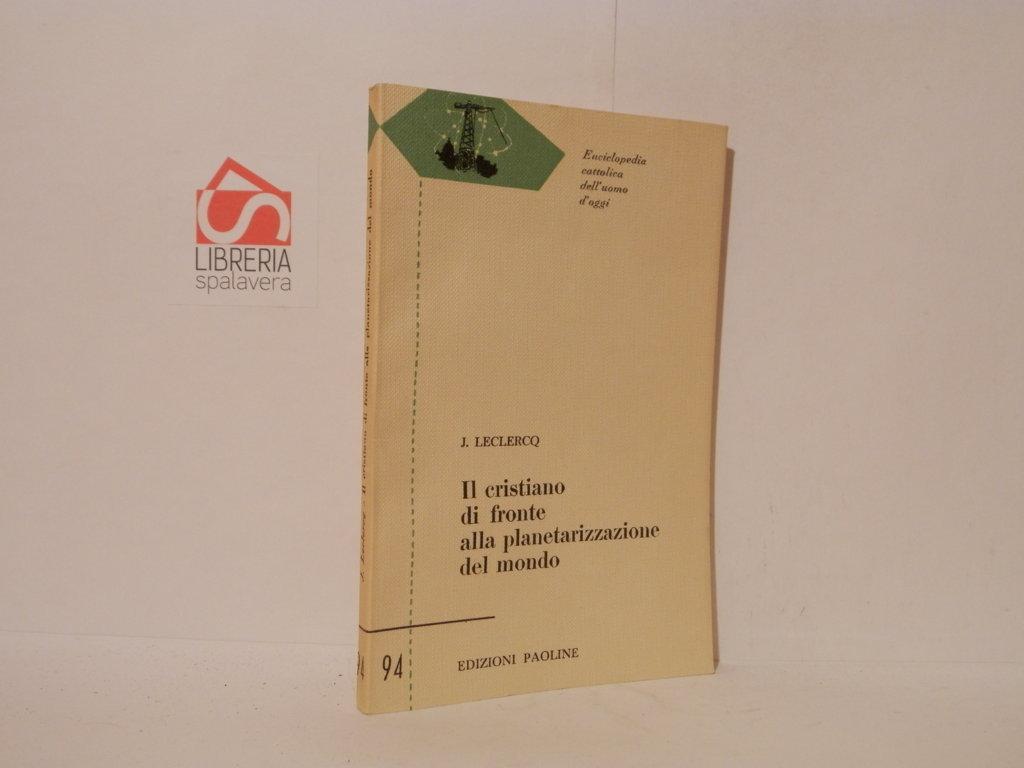 LIBRERIA
spalavera
Enciclopedia
cattolica
dell'uomo
d'oggi
J. LECLERCQ
Il cristiano
di fronte
alla planetarizzazione
del mondo
94
EDIZIONI PAOLINE
J. Leclercq - Il cristiano di fronte alla planetarizzazione del mondo
94